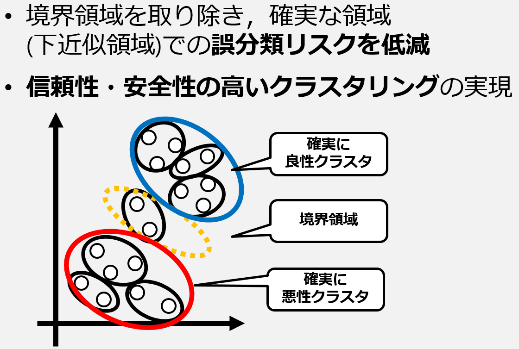 • 境界領域を取り除き，確実な領域
(下近似領域)での誤分類リスクを低減
• 信頼性・安全性の高いクラスタリングの実現
確実に
良性クラスタ
境界領域
確実に
悪性クラスタ